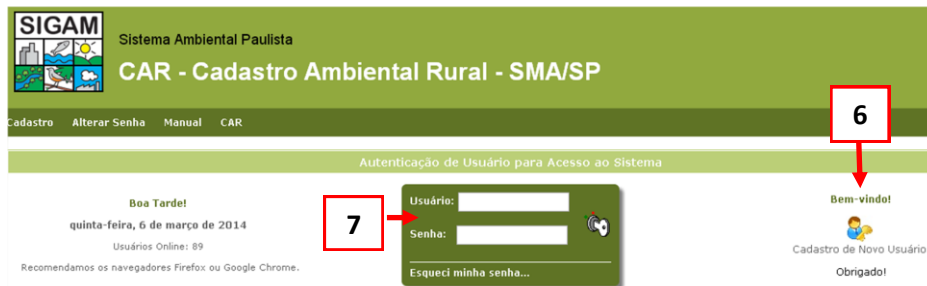 SIGAM
Sistema Ambiental Paulista
CAR - Cadastro Ambiental Rural - SMA/SP
6
Cadastro Alterar Senha Manual CAR
Autenticação de Usuário para Acesso ao Sistema
Boa Tarde!
quinta-feira, 6 de março de 2014
Usuários Online: 89
Recomendamos os navegadores Firefox ou Google Chrome.
7
Usuário:
Senha:
Esqueci minha senha...
Bem-vindo!
Cadastro de Novo Usuário
Obrigado!